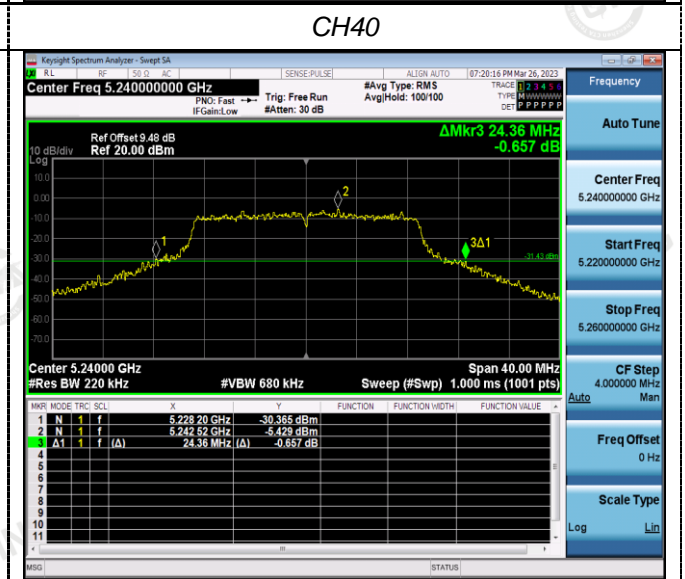 CH40
Keysight Spectrum Analyzer - Swept SA
RL RF 50 Ω AC SENSE:PULSE ALIGN AUTO 07:20:16 PM Mar 26, 2023
Center Freq 5.240000000 GHz #Avg Type: RMS TRACE 1 2 3 4 5 6
PNO: Fast Trig: Free Run Avg|Hold: 100/100 TYPE M WWWWW
IFGain:Low #Atten: 30 dB DET P P P P P P
Frequency
Auto Tune
Center Freq
5.240000000 GHz
Start Freq
5.220000000 GHz
Stop Freq
5.260000000 GHz
CF Step
4.000000 MHz
Auto Man
Freq Offset
0 Hz
Scale Type
Log Lin
ΔMkr3 24.36 MHz
-0.657 dB
Ref Offset 9.48 dB
10 dB/div Ref 20.00 dBm
Log
10.0
0.00
-10.0
-20.0
-30.0
-40.0
-50.0
-60.0
-70.0
1
2
3Δ1
-31.43 dBm
Center 5.24000 GHz Span 40.00 MHz
#Res BW 220 kHz #VBW 680 kHz Sweep (#Swp) 1.000 ms (1001 pts)
MKR MODE TRC SCL X Y FUNCTION FUNCTION WIDTH FUNCTION VALUE
1 N 1 f 5.228 20 GHz -30.365 dBm
2 N 1 f 5.242 52 GHz -5.429 dBm
3 Δ1 1 f (Δ) 24.36 MHz (Δ) -0.657 dB
4
5
6
7
8
9
10
11
MSG STATUS